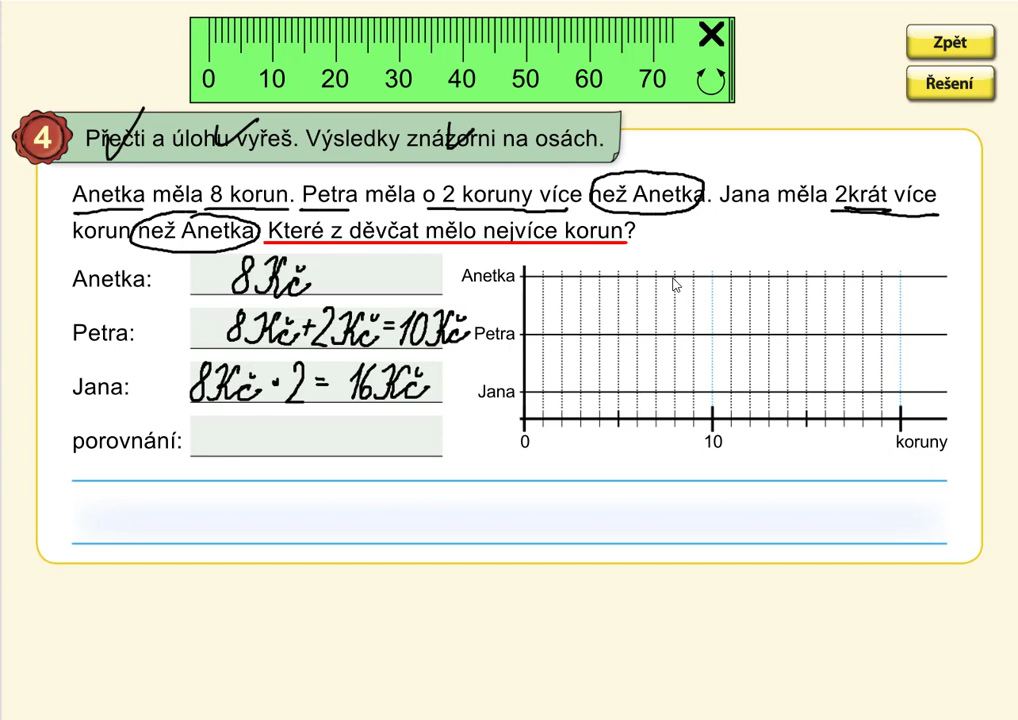 0 10 20 30 40 50 60 70
Zpět
Řešení
4 Přečti a úlohu vyřeš. Výsledky znázorni na osách.
Anetka měla 8 korun. Petra měla o 2 koruny více než Anetka. Jana měla 2krát více
korun než Anetka. Které z děvčat mělo nejvíce korun?
Anetka: 8 Kč
Petra: 8 Kč + 2 Kč = 10 Kč
Jana: 8 Kč · 2 = 16 Kč
porovnání:
Anetka
Petra
Jana
0 10 koruny